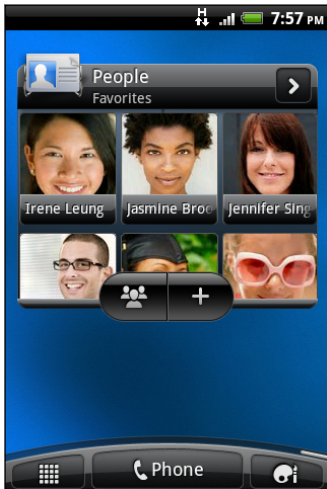 H
7:57 PM
People
Favorites
Irene Leung
Jasmine Broo
Jennifer Sing
Phone